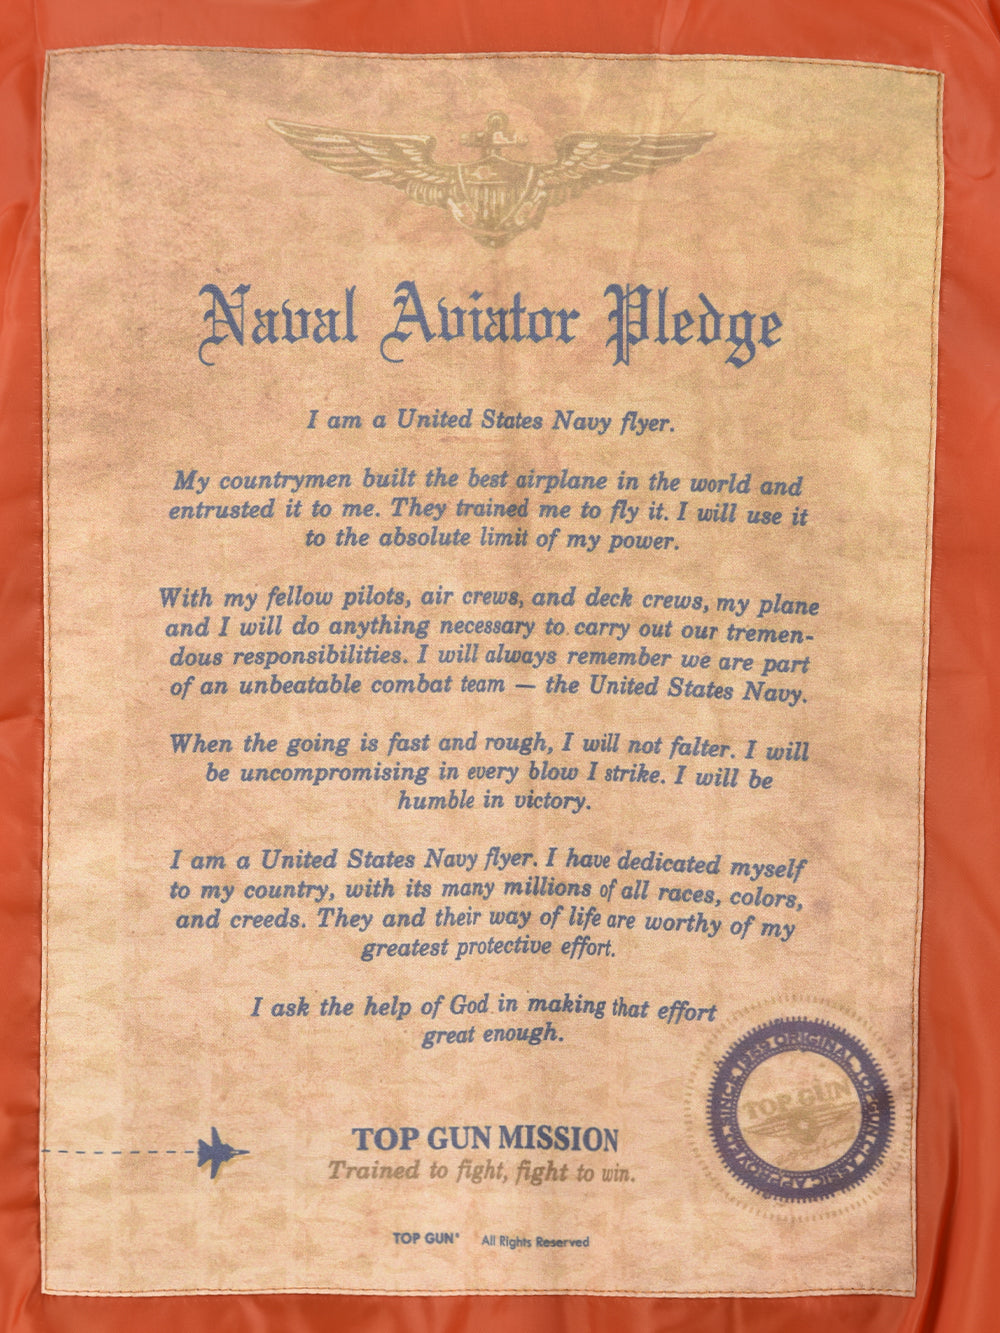 Naval Aviator Pledge
I am a United States Navy flyer.
My countrymen built the best airplane in the world and
entrusted it to me. They trained me to fly it. I will use it
to the absolute limit of my power.
With my fellow pilots, air crews, and deck crews, my plane
and I will do anything necessary to carry out our tremen-
dous responsibilities. I will always remember we are part
of an unbeatable combat team — the United States Navy.
When the going is fast and rough, I will not falter. I will
be uncompromising in every blow I strike. I will be
humble in victory.
I am a United States Navy flyer. I have dedicated myself
to my country, with its many millions of all races, colors,
and creeds. They and their way of life are worthy of my
greatest protective effort.
I ask the help of God in making that effort
great enough.
SINCE 1959 ORIGINAL TOP GUN CLASSIC APPROVED
TOP GUN
TOP GUN MISSION
Trained to fight, fight to win.
TOP GUN® All Rights Reserved